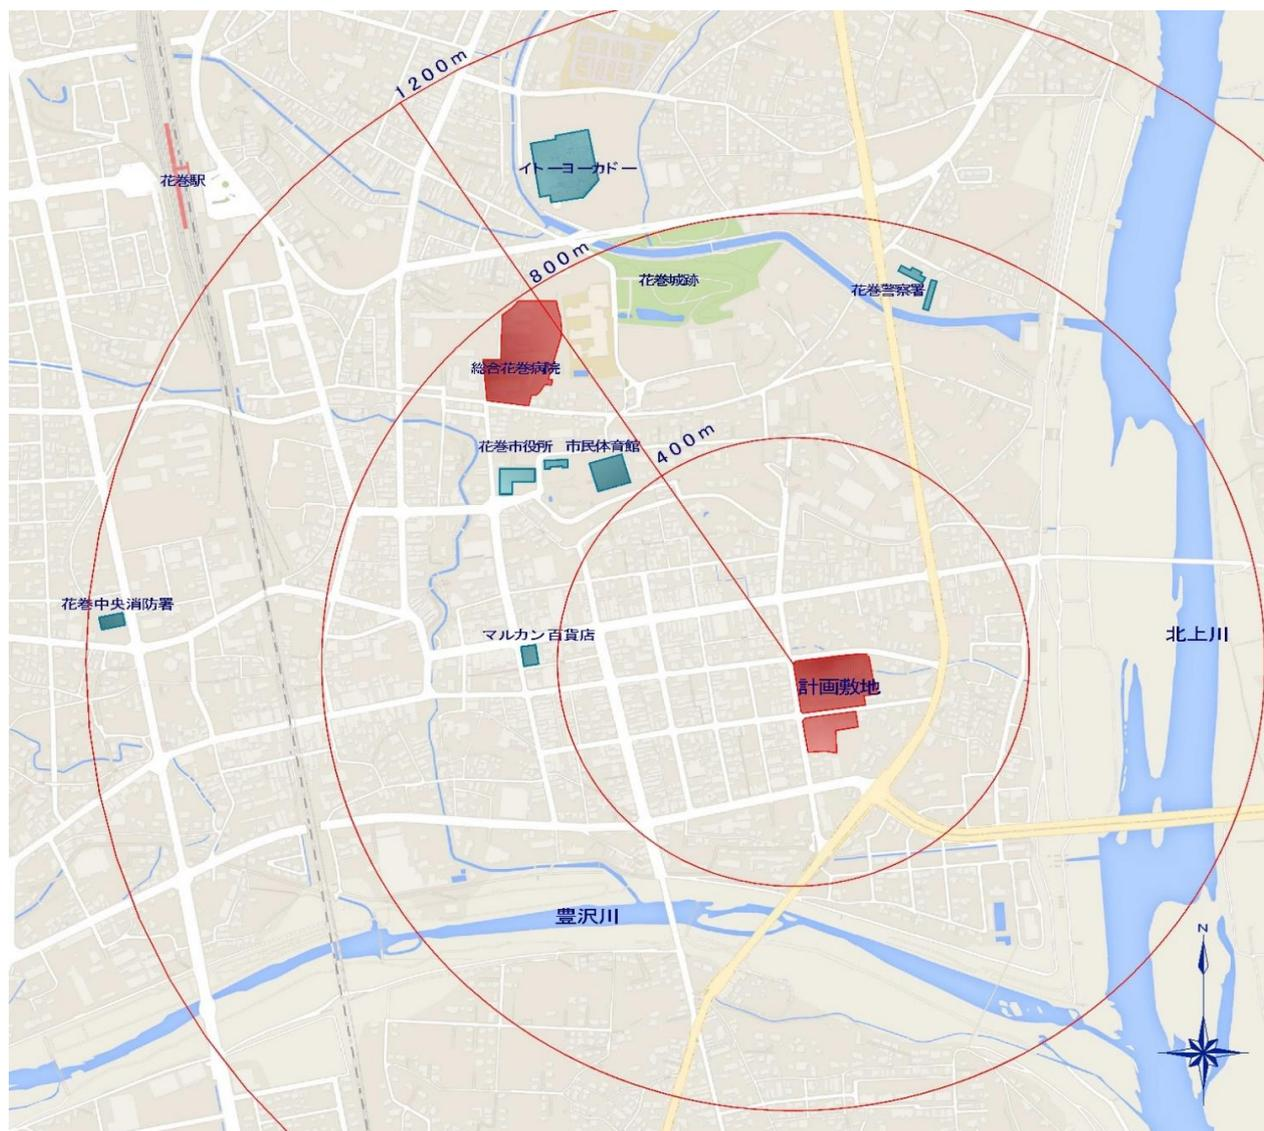 1200m
イトーヨーカドー
花巻駅
800m
花巻城跡
花巻警察署
総合花巻病院
400m
花巻市役所
市民体育館
花巻中央消防署
マルカン百貨店
北上川
計画敷地
豊沢川
N